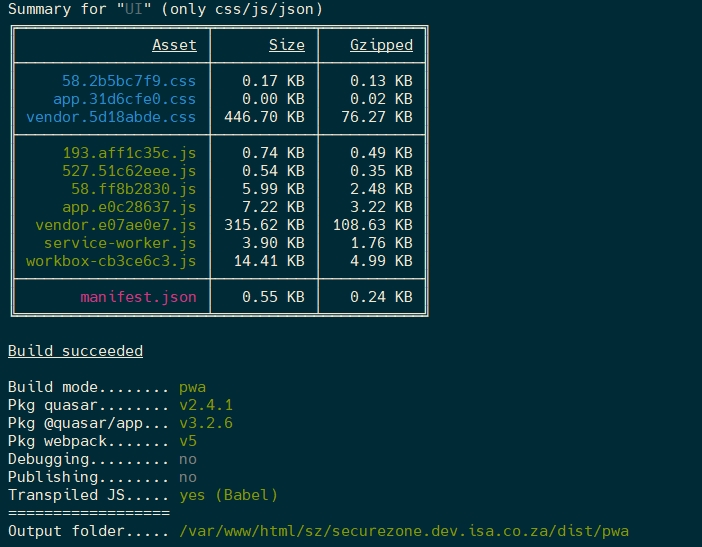 Summary for "UI" (only css/js/json)
Asset Size Gzipped
58.2b5bc7f9.css 0.17 KB 0.13 KB
app.31d6cfe0.css 0.00 KB 0.02 KB
vendor.5d18abde.css 446.70 KB 76.27 KB
193.aff1c35c.js 0.74 KB 0.49 KB
527.51c62eee.js 0.54 KB 0.35 KB
58.ff8b2830.js 5.99 KB 2.48 KB
app.e0c28637.js 7.22 KB 3.22 KB
vendor.e07ae0e7.js 315.62 KB 108.63 KB
service-worker.js 3.90 KB 1.76 KB
workbox-cb3ce6c3.js 14.41 KB 4.99 KB
manifest.json 0.55 KB 0.24 KB
Build succeeded
Build mode........ pwa
Pkg quasar........ v2.4.1
Pkg @quasar/app... v3.2.6
Pkg webpack....... v5
Debugging......... no
Publishing........ no
Transpiled JS..... yes (Babel)
==================
Output folder..... /var/www/html/sz/securezone.dev.isa.co.za/dist/pwa